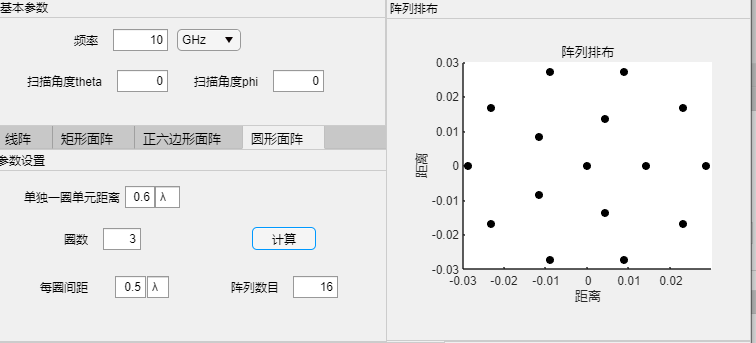 基本参数
频率 10 GHz
扫描角度theta 0 扫描角度phi 0
线阵 矩形面阵 正六边形面阵 圆形面阵
参数设置
单独一圈单元距离 0.6 λ
圈数 3 计算
每圈间距 0.5 λ 阵列数目 16
阵列排布
阵列排布
0.03
0.02
0.01
0
-0.01
-0.02
-0.03
距离
-0.03 -0.02 -0.01 0 0.01 0.02
距离